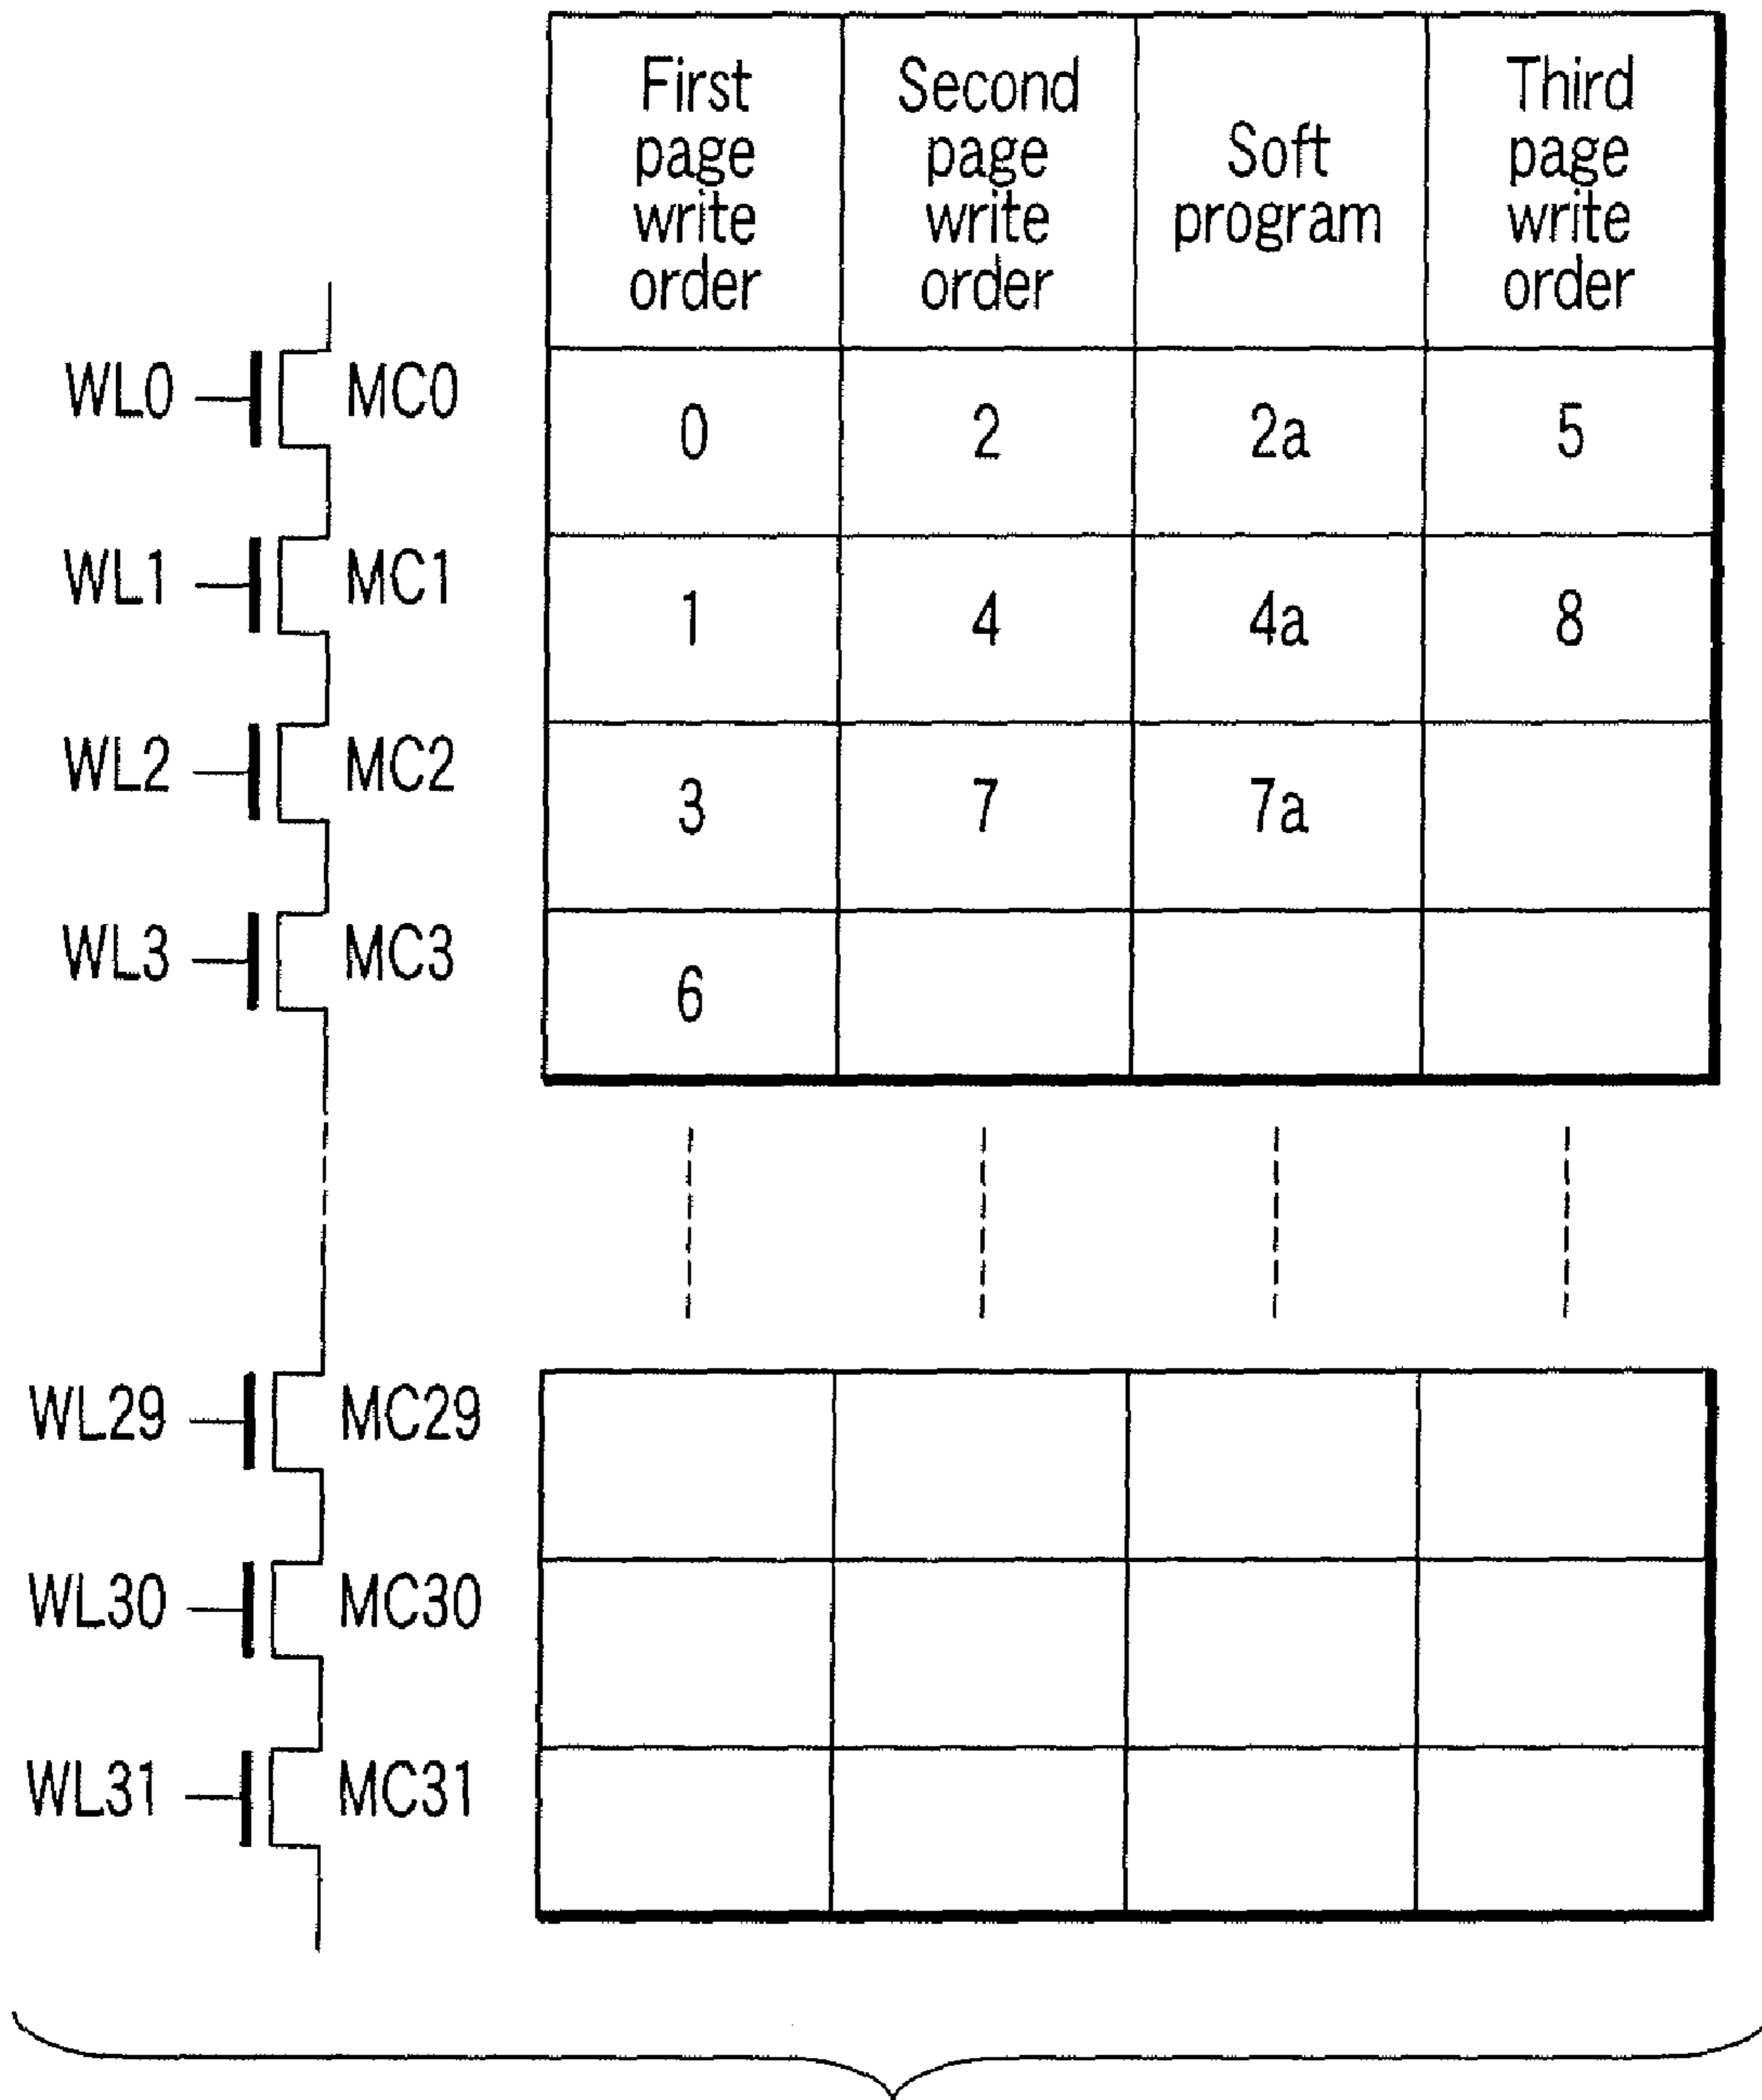 First
page
write
order
Second
page
write
order
Soft
program
Third
page
write
order
WL0 MC0 0 2 2a 5
WL1 MC1 1 4 4a 8
WL2 MC2 3 7 7a
WL3 MC3 6
WL29 MC29
WL30 MC30
WL31 MC31